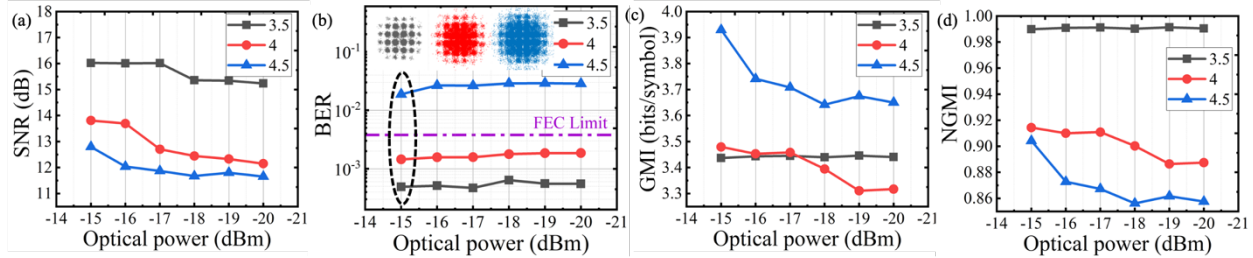 (a)
18
17
16
15
14
13
12
11
SNR (dB)
3.5
4
4.5
-14 -15 -16 -17 -18 -19 -20 -21
Optical power (dBm)
(b)
10-1
10-2
10-3
BER
3.5
4
4.5
FEC Limit
-14 -15 -16 -17 -18 -19 -20 -21
Optical power (dBm)
(c)
4.0
3.9
3.8
3.7
3.6
3.5
3.4
3.3
GMI (bits/symbol)
3.5
4
4.5
-14 -15 -16 -17 -18 -19 -20 -21
Optical power (dBm)
(d)
1.00
0.98
0.96
0.94
0.92
0.90
0.88
0.86
NGMI
3.5
4
4.5
-14 -15 -16 -17 -18 -19 -20 -21
Optical power (dBm)